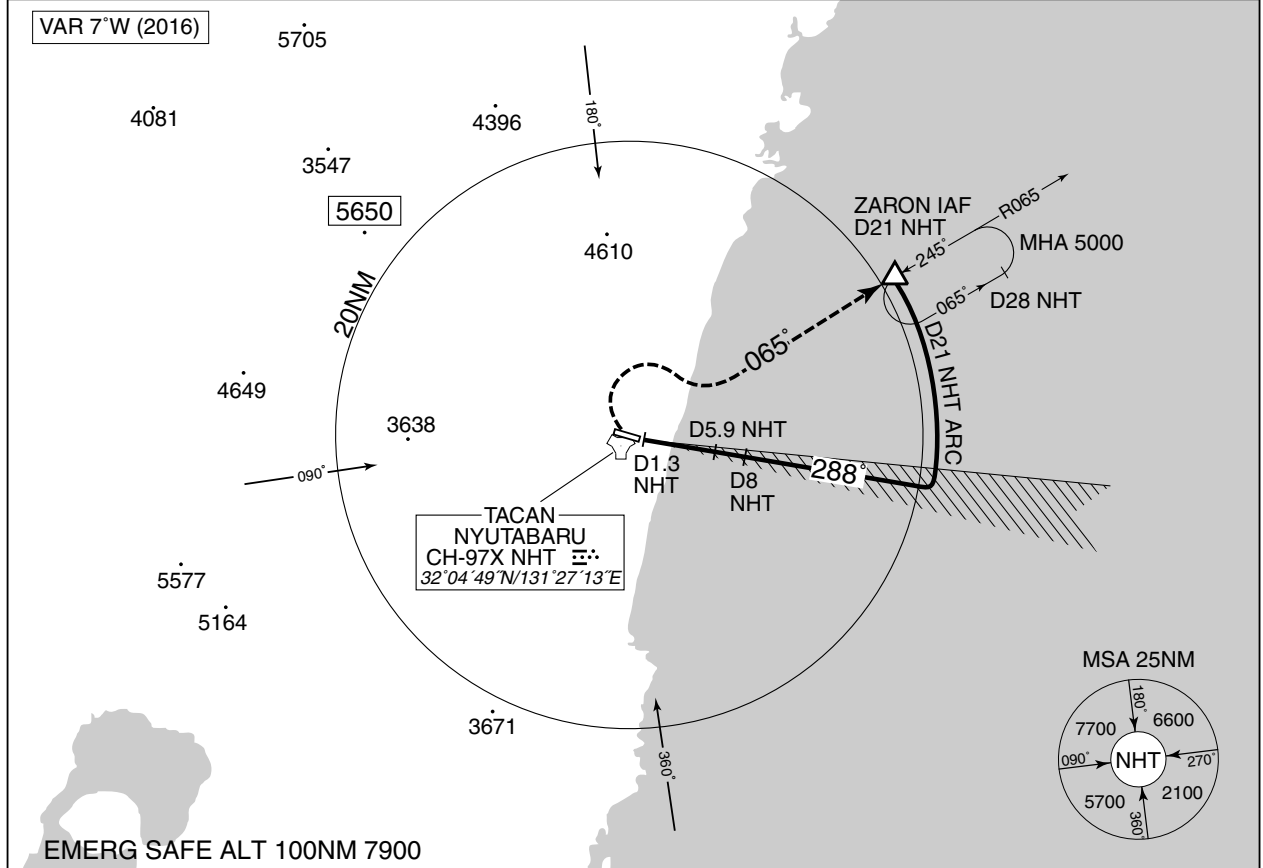 VAR 7˚W (2016)
5705
4081
4396
180˚
3547
5650
ZARON IAF
D21 NHT
R065
245˚
MHA 5000
4610
20NM
065˚
D28 NHT
065˚
D21 NHT ARC
4649
3638
D5.9 NHT
090˚
D1.3
NHT
D8
NHT
288˚
TACAN
NYUTABARU
CH-97X NHT
32˚04´49˝N/131˚27´13˝E
5577
5164
3671
360˚
MSA 25NM
180˚
7700
6600
090˚
NHT
270˚
5700
2100
360˚
EMERG SAFE ALT 100NM 7900